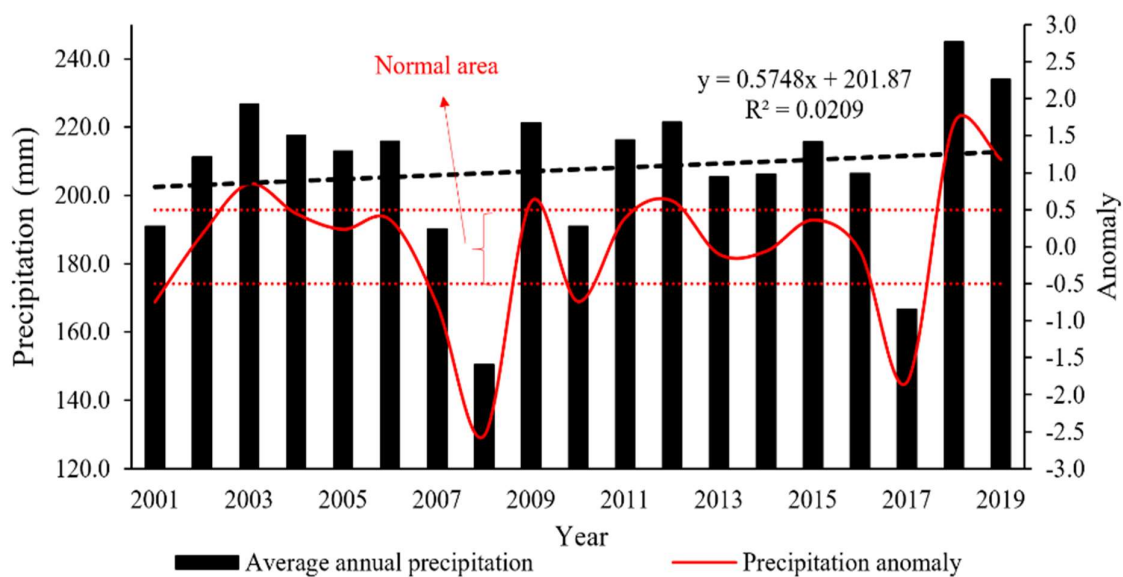 Normal area
y = 0.5748x + 201.87
R² = 0.0209
Precipitation (mm)
240.0
220.0
200.0
180.0
160.0
140.0
120.0
3.0
2.5
2.0
1.5
1.0
0.5
0.0
-0.5
-1.0
-1.5
-2.0
-2.5
-3.0
Anomaly
2001 2003 2005 2007 2009 2011 2013 2015 2017 2019
Year
Average annual precipitation Precipitation anomaly